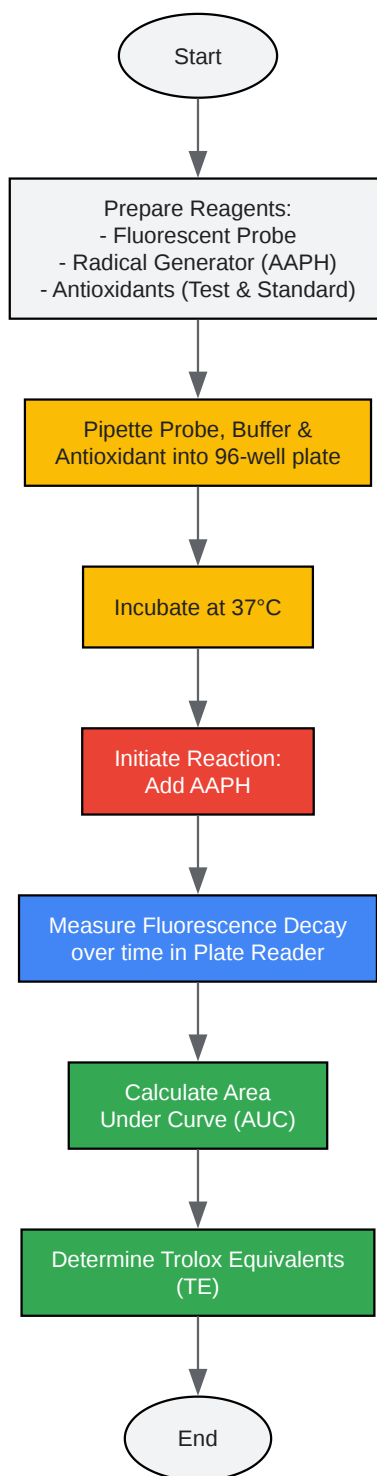 Start
Prepare Reagents:
- Fluorescent Probe
- Radical Generator (AAPH)
- Antioxidants (Test & Standard)
Pipette Probe, Buffer &
Antioxidant into 96-well plate
Incubate at 37°C
Initiate Reaction:
Add AAPH
Measure Fluorescence Decay
over time in Plate Reader
Calculate Area
Under Curve (AUC)
Determine Trolox Equivalents
(TE)
End